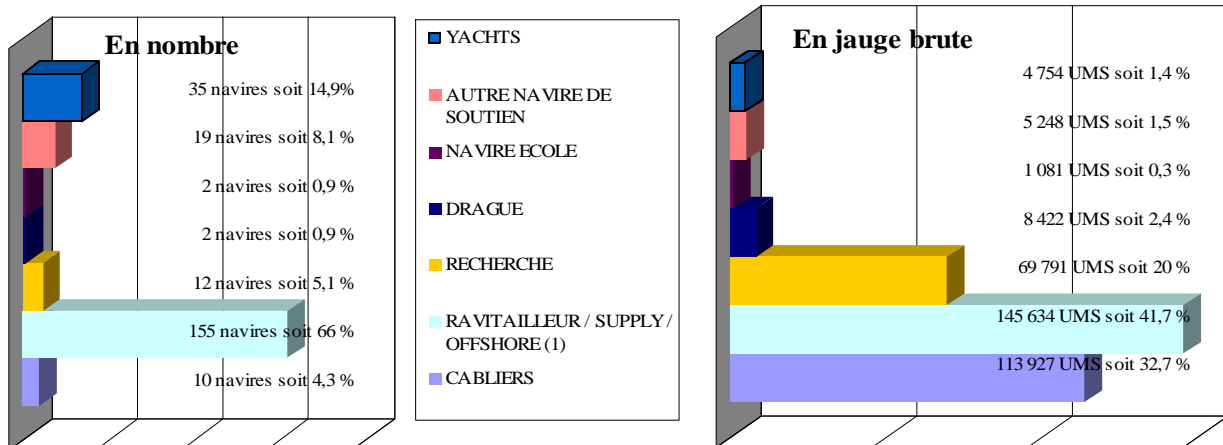 En nombre
35 navires soit 14,9%
19 navires soit 8,1 %
2 navires soit 0,9 %
2 navires soit 0,9 %
12 navires soit 5,1 %
155 navires soit 66 %
10 navires soit 4,3 %
YACHTS
AUTRE NAVIRE DE
SOUTIEN
NAVIRE ECOLE
DRAGUE
RECHERCHE
RAVITAILLEUR / SUPPLY /
OFFSHORE (1)
CABLIERS
En jauge brute
4 754 UMS soit 1,4 %
5 248 UMS soit 1,5 %
1 081 UMS soit 0,3 %
8 422 UMS soit 2,4 %
69 791 UMS soit 20 %
145 634 UMS soit 41,7 %
113 927 UMS soit 32,7 %